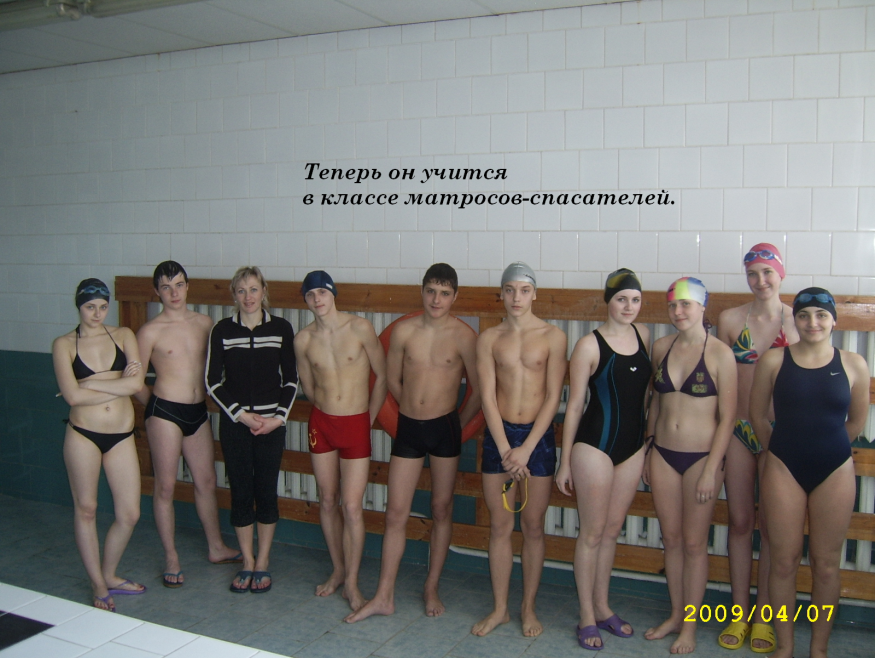 Теперь он учится
в классе матросов-спасателей.
2009/04/07